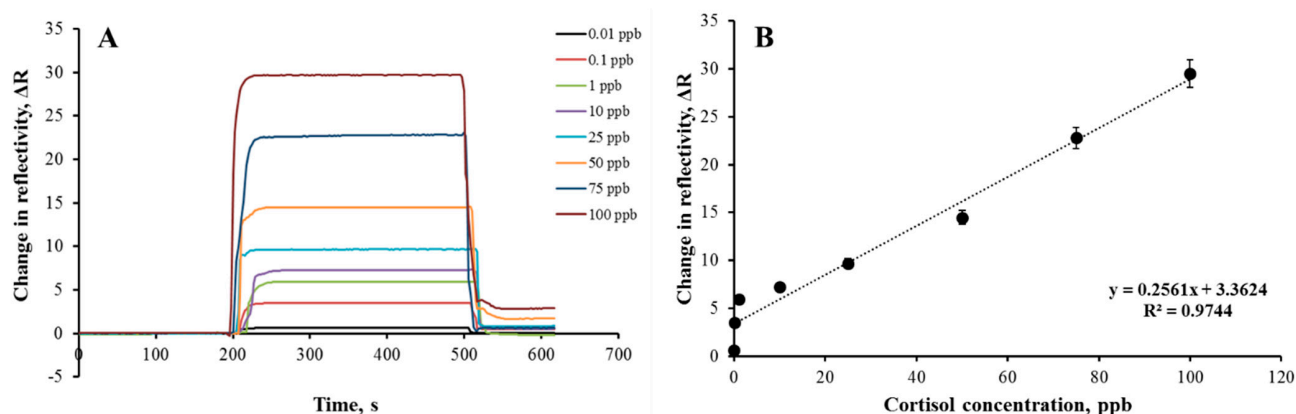 A
Change in reflectivity, ΔR
35
30
25
20
15
10
5
0
-5
0
100
200
300
400
500
600
700
Time, s
0.01 ppb
0.1 ppb
1 ppb
10 ppb
25 ppb
50 ppb
75 ppb
100 ppb
B
Change in reflectivity, ΔR
35
30
25
20
15
10
5
0
0
20
40
60
80
100
120
Cortisol concentration, ppb
y = 0.2561x + 3.3624
R² = 0.9744